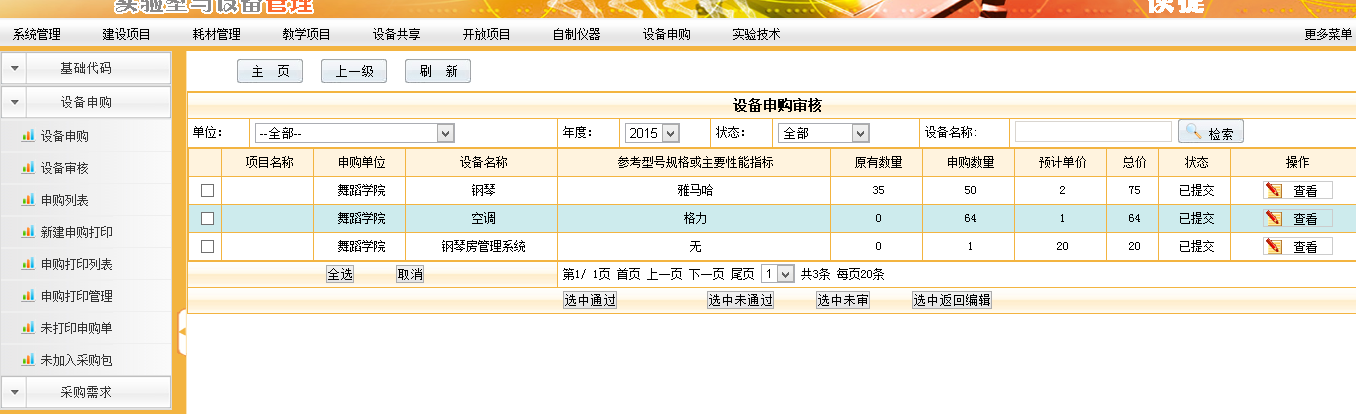 实验室与设备管理 快捷
系统管理 建设项目 耗材管理 教学项目 设备共享 开放项目 自制仪器 设备申购 实验技术 更多菜单
基础代码
设备申购
设备申购
设备审核
申购列表
新建申购打印
申购打印列表
申购打印管理
未打印申购单
未加入采购包
采购需求
主 页 上一级 刷 新
设备申购审核
单位： --全部-- 年度： 2015 状态： 全部 设备名称: 检索
项目名称 申购单位 设备名称 参考型号规格或主要性能指标 原有数量 申购数量 预计单价 总价 状态 操作
舞蹈学院 钢琴 雅马哈 35 50 2 75 已提交 查看
舞蹈学院 空调 格力 0 64 1 64 已提交 查看
舞蹈学院 钢琴房管理系统 无 0 1 20 20 已提交 查看
全选 取消 第1/ 1页 首页 上一页 下一页 尾页 1 共3条 每页20条
选中通过 选中未通过 选中未审 选中返回编辑